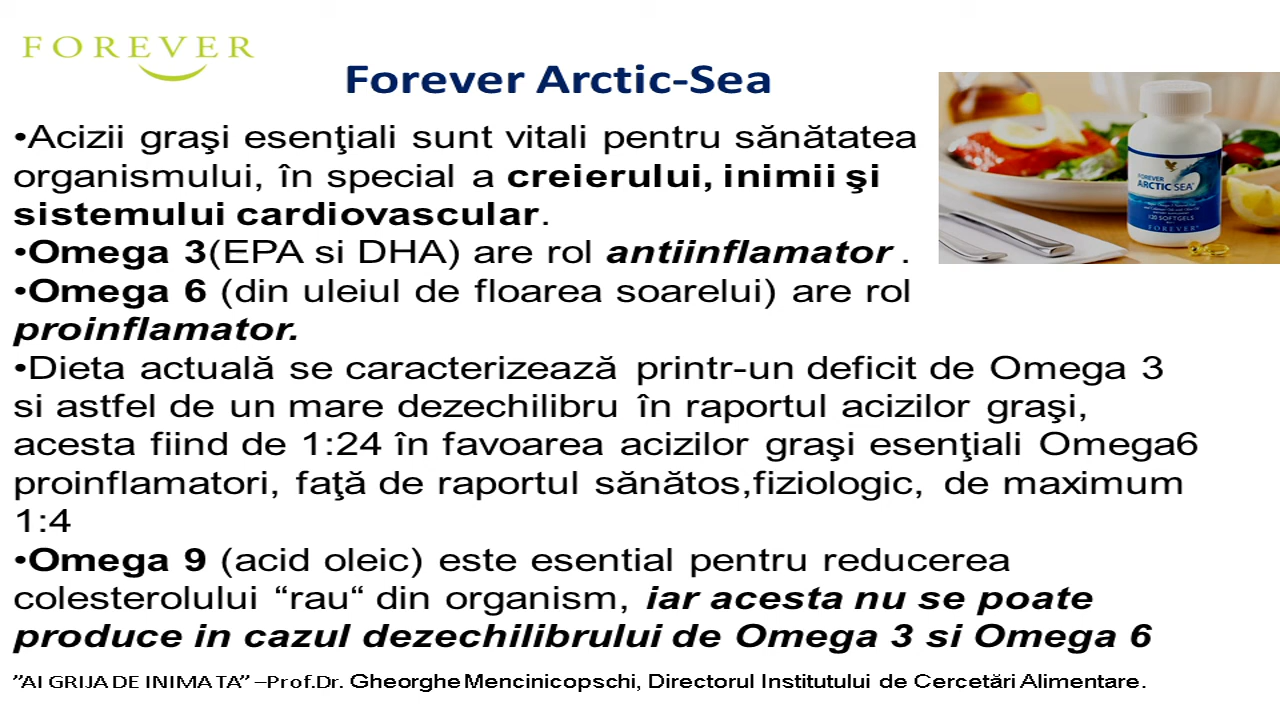 FOREVER
Forever Arctic-Sea
•Acizii graşi esenţiali sunt vitali pentru sănătatea
organismului, în special a creierului, inimii şi
sistemului cardiovascular.
•Omega 3(EPA si DHA) are rol antiinflamator .
•Omega 6 (din uleiul de floarea soarelui) are rol
proinflamator.
•Dieta actuală se caracterizează printr-un deficit de Omega 3
si astfel de un mare dezechilibru în raportul acizilor graşi,
acesta fiind de 1:24 în favoarea acizilor graşi esenţiali Omega6
proinflamatori, faţă de raportul sănătos,fiziologic, de maximum
1:4
•Omega 9 (acid oleic) este esential pentru reducerea
colesterolului “rau“ din organism, iar acesta nu se poate
produce in cazul dezechilibrului de Omega 3 si Omega 6
”AI GRIJA DE INIMA TA” –Prof.Dr. Gheorghe Mencinicopschi, Directorul Institutului de Cercetări Alimentare.
FOREVER
ARCTIC SEA
120 SOFTGELS
FOREVER